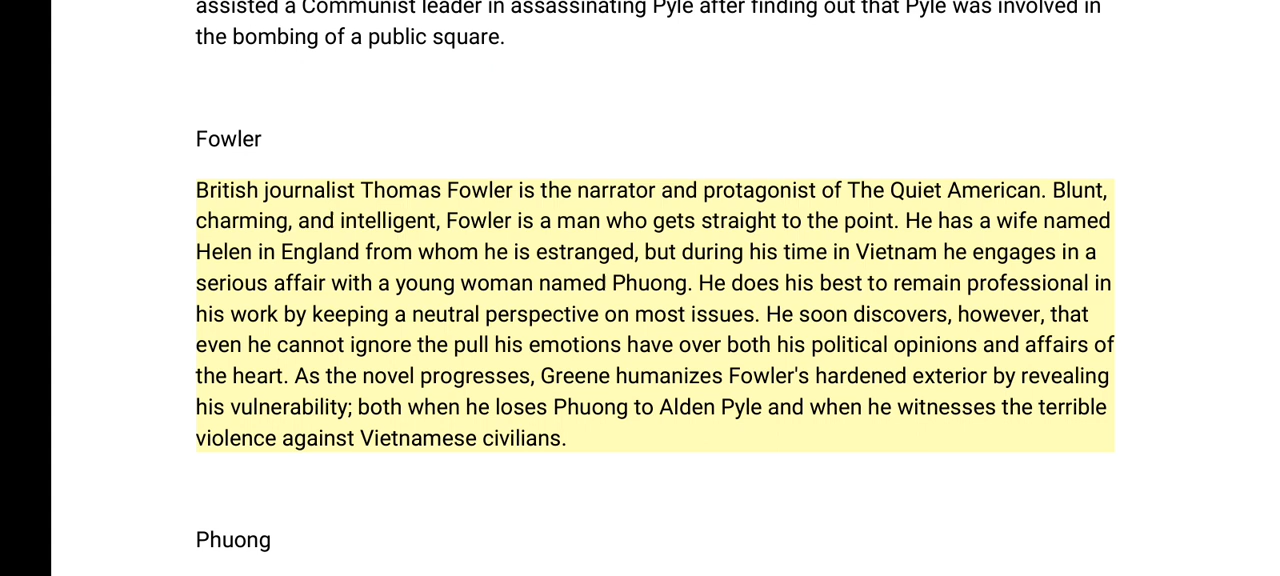 assisted a Communist leader in assassinating Pyle after finding out that Pyle was involved in
the bombing of a public square.
Fowler
British journalist Thomas Fowler is the narrator and protagonist of The Quiet American. Blunt,
charming, and intelligent, Fowler is a man who gets straight to the point. He has a wife named
Helen in England from whom he is estranged, but during his time in Vietnam he engages in a
serious affair with a young woman named Phuong. He does his best to remain professional in
his work by keeping a neutral perspective on most issues. He soon discovers, however, that
even he cannot ignore the pull his emotions have over both his political opinions and affairs of
the heart. As the novel progresses, Greene humanizes Fowler's hardened exterior by revealing
his vulnerability; both when he loses Phuong to Alden Pyle and when he witnesses the terrible
violence against Vietnamese civilians.
Phuong